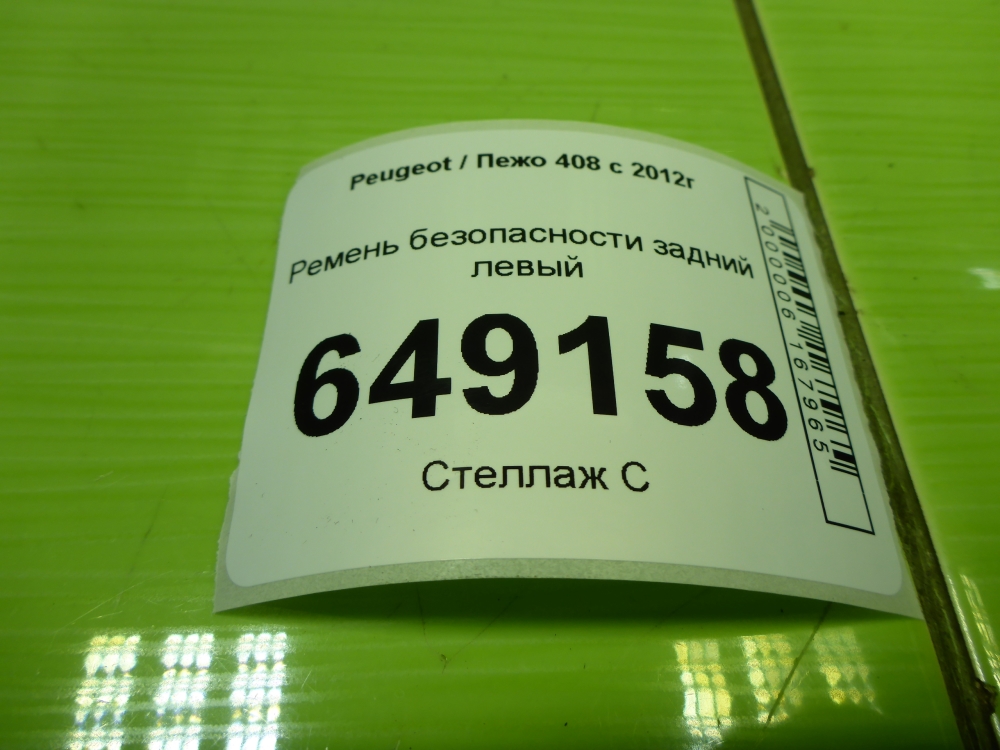 Peugeot / Пежо 408 с 2012г
Ремень безопасности задний
левый
649158
Стеллаж С
2000006167965